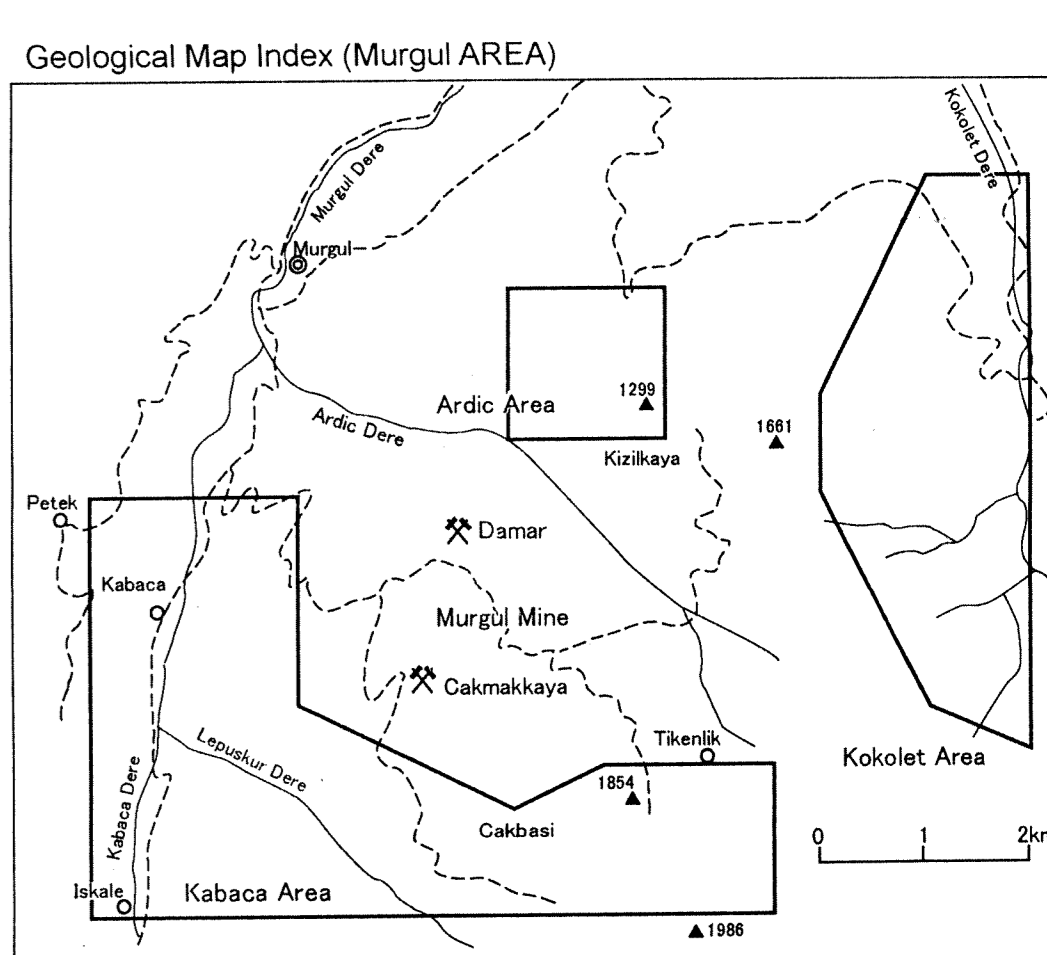 Geological Map Index (Murgul AREA)
Kokolet Dere
Murgul Dere
Murgul
1299
Ardic Area
1661
Ardic Dere
Kizilkaya
Petek
Damar
Kabaca
Murgul Mine
Cakmakkaya
Lepuskur Dere
Tikenlik
Kokolet Area
1854
Kabaca Dere
Cakbasi
0 1 2km
Iskale
Kabaca Area
1986